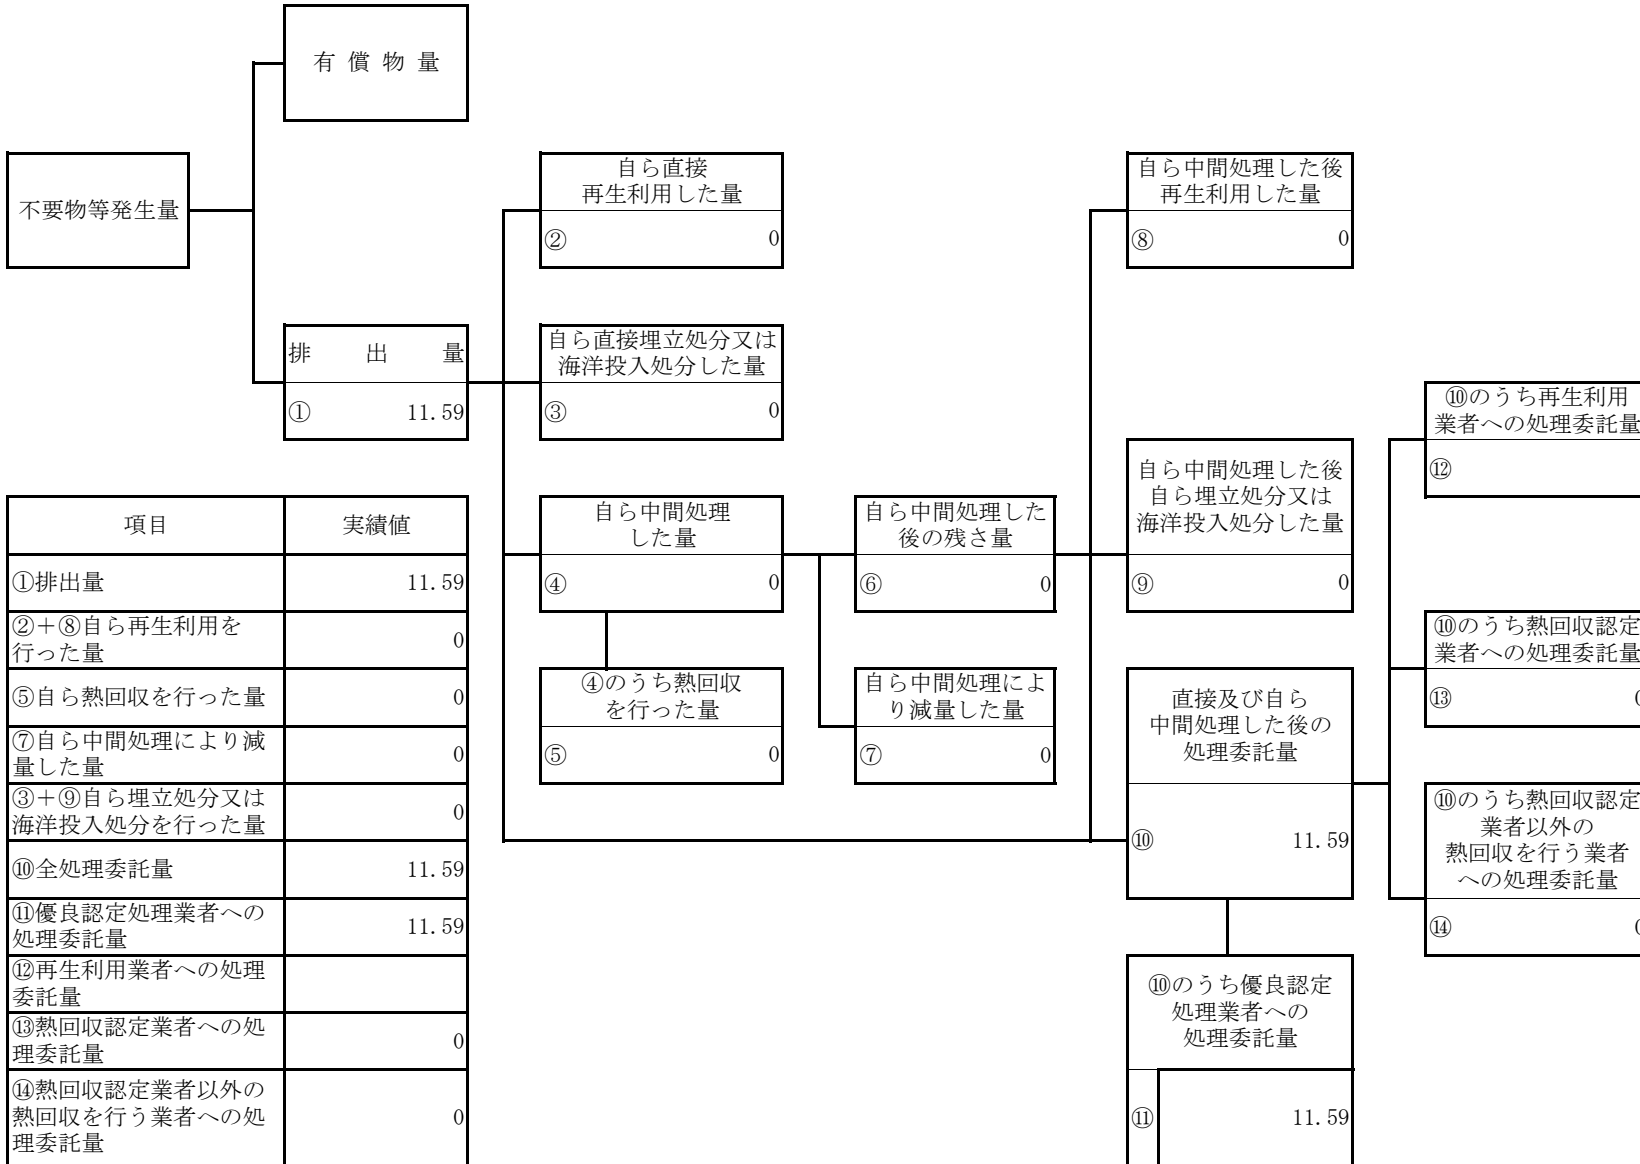 有償物量
不要物等発生量
自ら直接
再生利用した量
② 0
自ら中間処理した後
再生利用した量
⑧ 0
排出量
① 11.59
自ら直接埋立処分又は
海洋投入処分した量
③ 0
⑩のうち再生利用
業者への処理委託量
⑫
自ら中間処理した後
自ら埋立処分又は
海洋投入処分した量
⑨ 0
自ら中間処理
した量
④ 0
自ら中間処理した
後の残さ量
⑥ 0
⑩のうち熱回収認定
業者への処理委託量
⑬ 0
④のうち熱回収
を行った量
⑤ 0
自ら中間処理によ
り減量した量
⑦ 0
直接及び自ら
中間処理した後の
処理委託量
⑩ 11.59
⑩のうち熱回収認定
業者以外の
熱回収を行う業者
への処理委託量
⑭ 0
⑩のうち優良認定
処理業者への
処理委託量
⑪ 11.59
項目 実績値
①排出量 11.59
②＋⑧自ら再生利用を
行った量 0
⑤自ら熱回収を行った量 0
⑦自ら中間処理により減
量した量 0
③＋⑨自ら埋立処分又は
海洋投入処分を行った量 0
⑩全処理委託量 11.59
⑪優良認定処理業者への
処理委託量 11.59
⑫再生利用業者への処理
委託量
⑬熱回収認定業者への処
理委託量 0
⑭熱回収認定業者以外の
熱回収を行う業者への処
理委託量 0